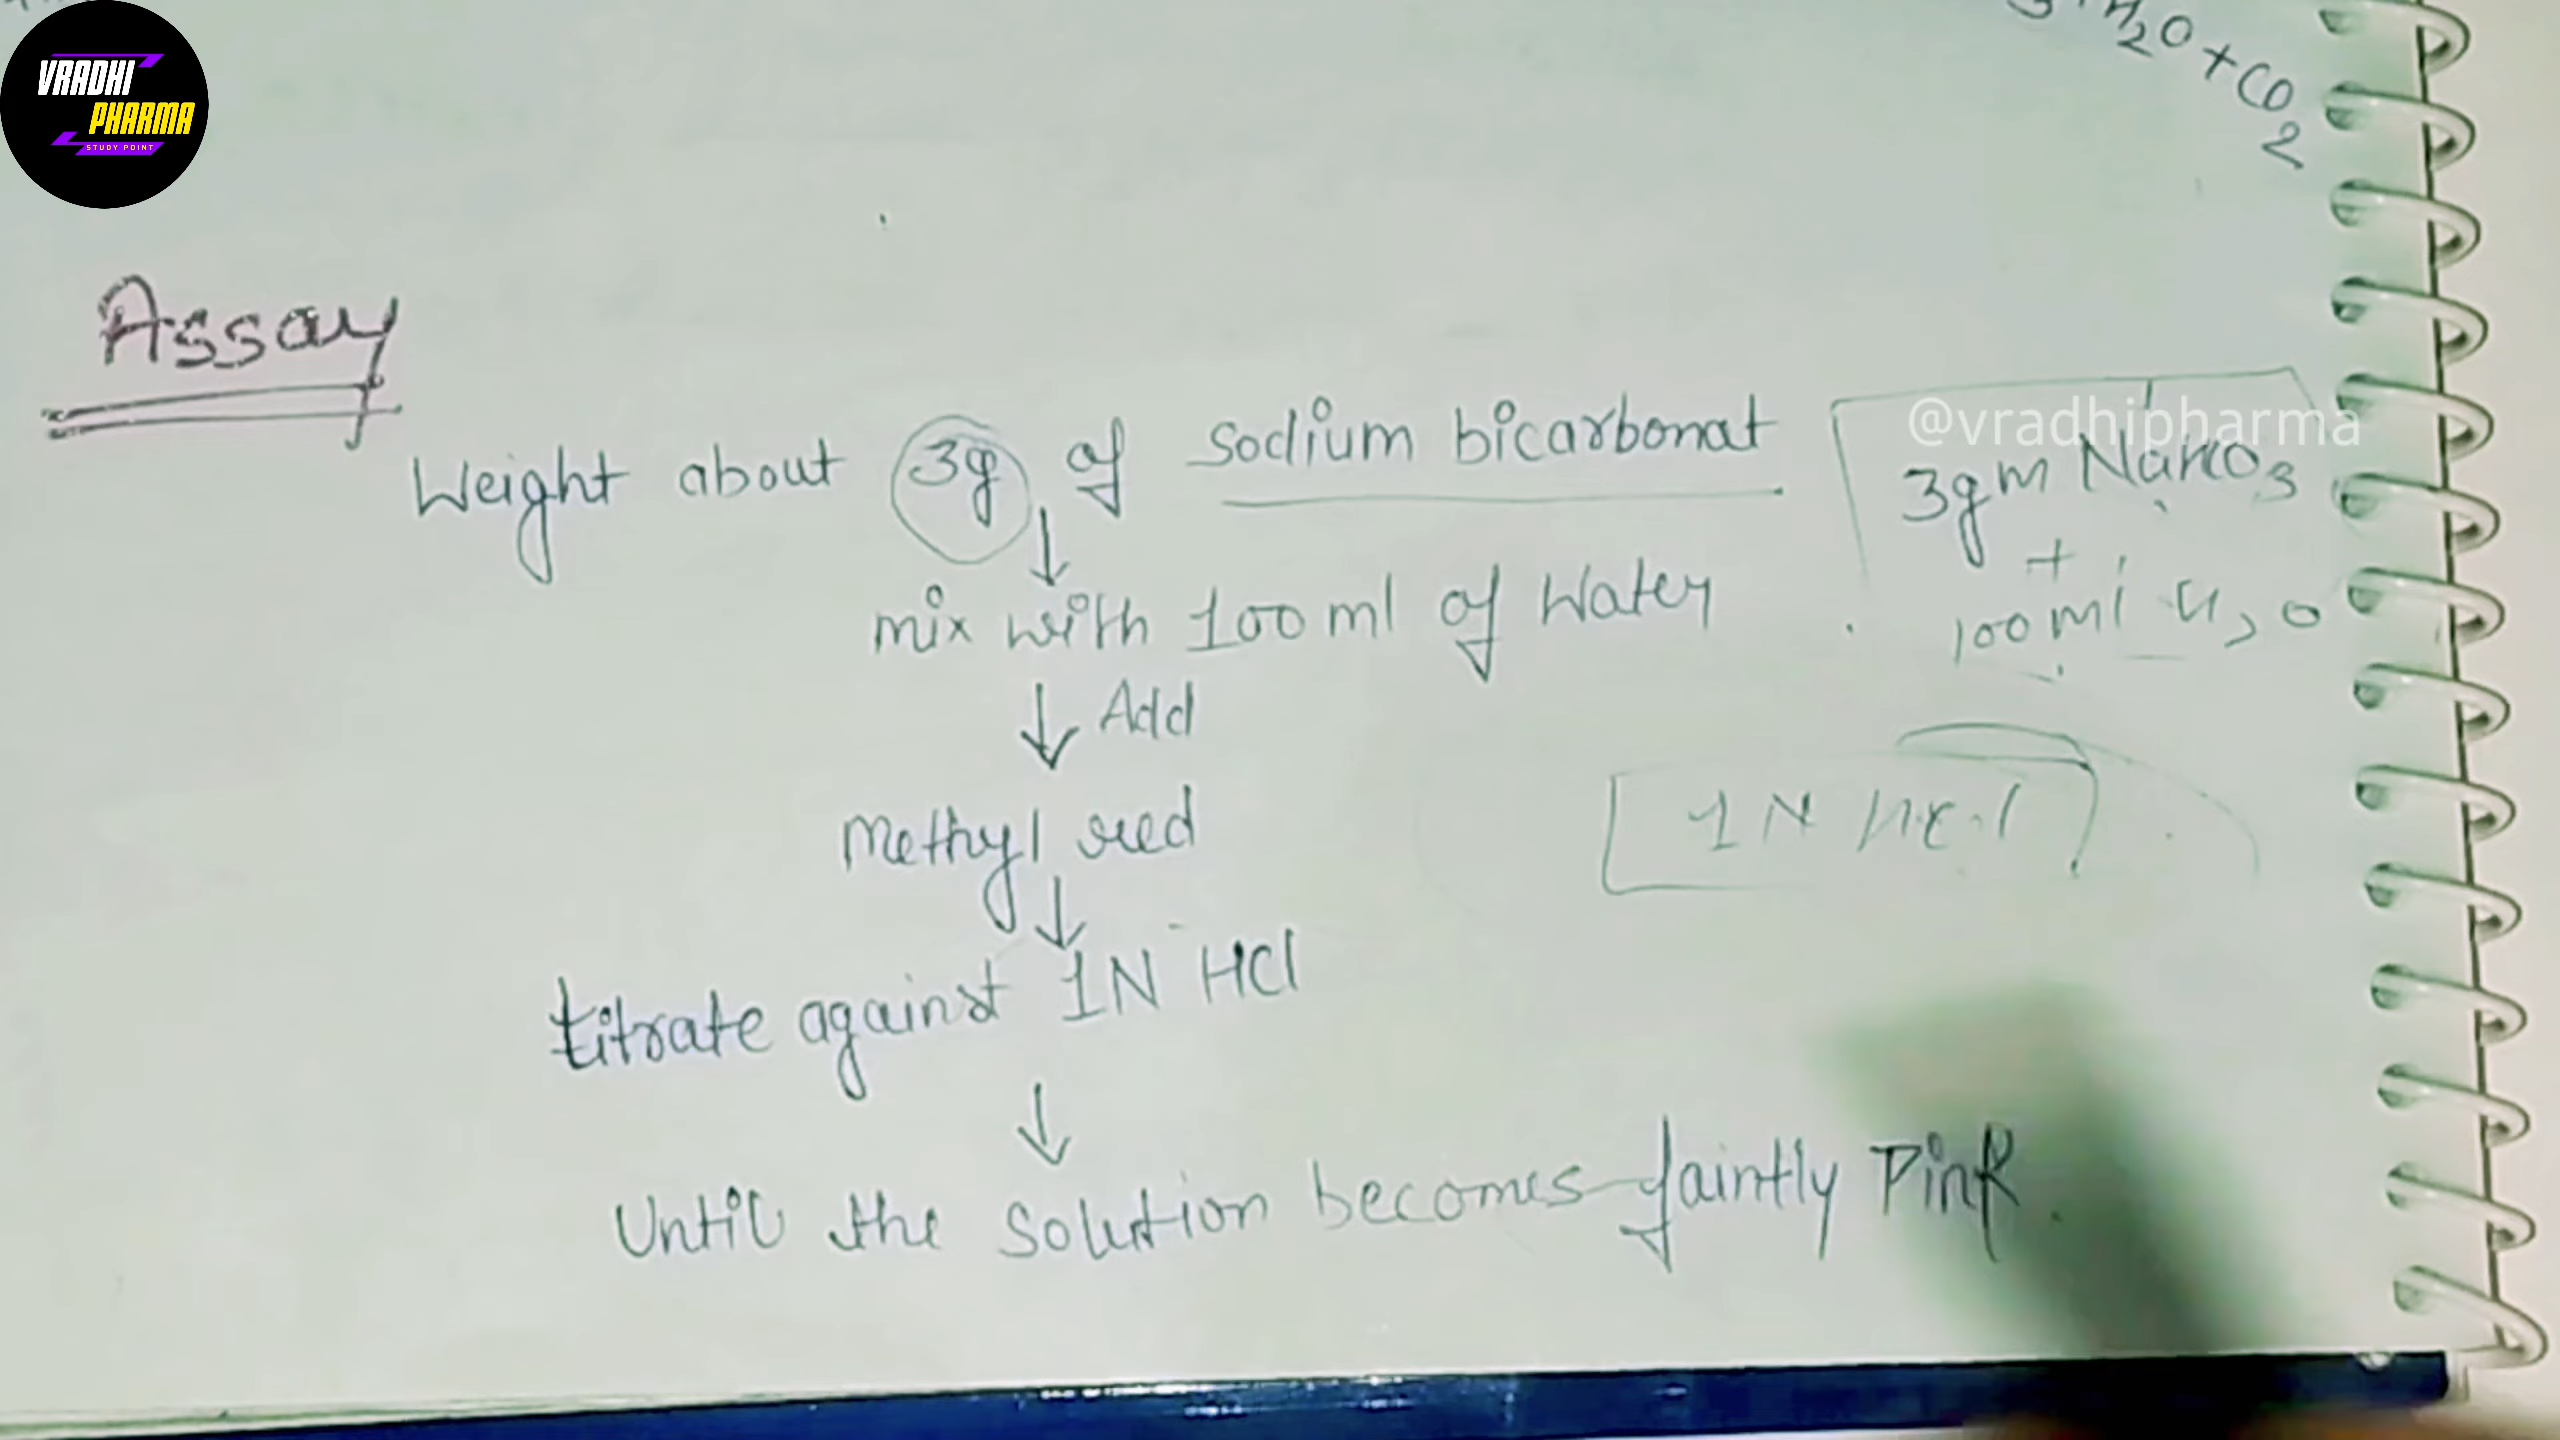 VRADHI
PHARMA
STUDY POINT
H2O + CO2
Assay
@vradhipharma
Weight about 3g of sodium bicarbonat
3gm NaHCO3
+
100 ml H2O
mix with 100 ml of Water
↓ Add
Methyl red
1N HCl
titrate against 1N HCl
Until the solution becomes faintly Pink.